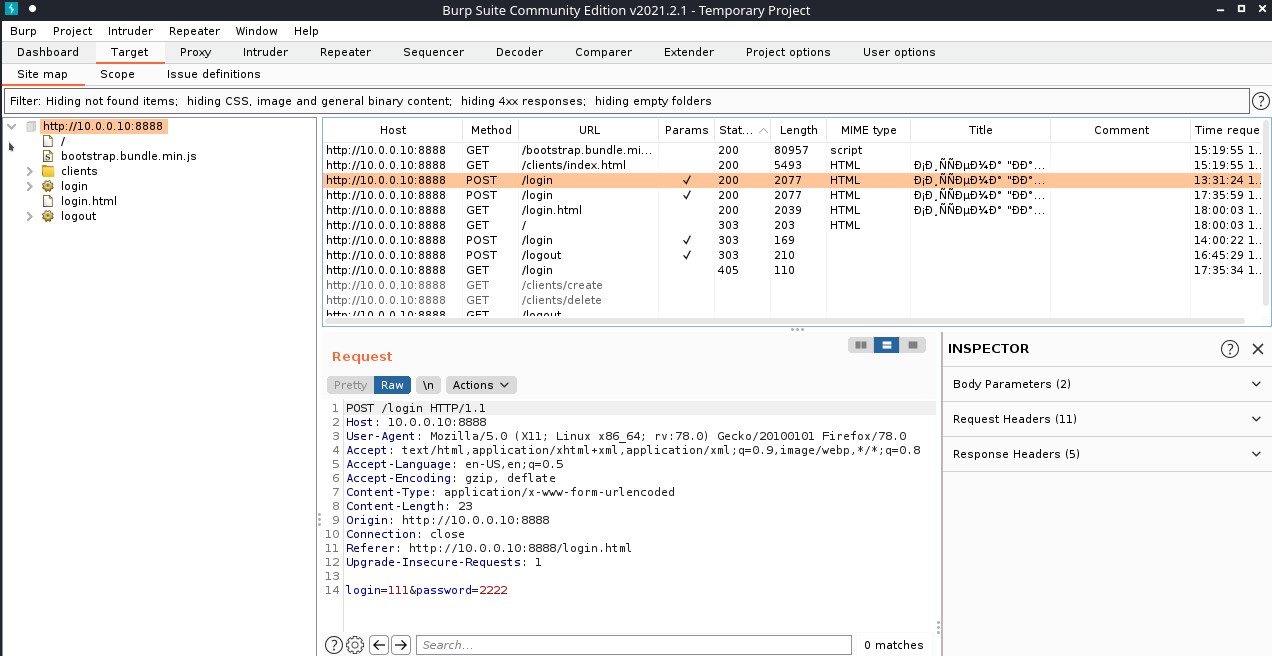 Burp Suite Community Edition v2021.2.1 - Temporary Project
Burp Project Intruder Repeater Window Help
Dashboard Target Proxy Intruder Repeater Sequencer Decoder Comparer Extender Project options User options
Site map Scope Issue definitions
Filter: Hiding not found items; hiding CSS, image and general binary content; hiding 4xx responses; hiding empty folders
http://10.0.0.10:8888
/
bootstrap.bundle.min.js
clients
login
login.html
logout
Host Method URL Params Stat... Length MIME type Title Comment Time reque
http://10.0.0.10:8888 GET /bootstrap.bundle.mi... 200 80957 script 15:19:55 1...
http://10.0.0.10:8888 GET /clients/index.html 200 5493 HTML Ð¡Ð¸ÑÑÐµÐ¼Ð° "ÐÐ°... 15:19:55 1...
http://10.0.0.10:8888 POST /login ✓ 200 2077 HTML Ð¡Ð¸ÑÑÐµÐ¼Ð° "ÐÐ°... 13:31:24 1...
http://10.0.0.10:8888 POST /login ✓ 200 2077 HTML Ð¡Ð¸ÑÑÐµÐ¼Ð° "ÐÐ°... 17:35:59 1...
http://10.0.0.10:8888 GET /login.html 200 2039 HTML Ð¡Ð¸ÑÑÐµÐ¼Ð° "ÐÐ°... 18:00:03 1...
http://10.0.0.10:8888 GET / 303 203 HTML 18:00:03 1...
http://10.0.0.10:8888 POST /login ✓ 303 169 14:00:22 1...
http://10.0.0.10:8888 POST /logout ✓ 303 210 16:45:29 1...
http://10.0.0.10:8888 GET /login 405 110 17:35:34 1...
http://10.0.0.10:8888 GET /clients/create
http://10.0.0.10:8888 GET /clients/delete
http://10.0.0.10:8888 GET /logout
Request
Pretty Raw \n Actions
1 POST /login HTTP/1.1
2 Host: 10.0.0.10:8888
3 User-Agent: Mozilla/5.0 (X11; Linux x86_64; rv:78.0) Gecko/20100101 Firefox/78.0
4 Accept: text/html,application/xhtml+xml,application/xml;q=0.9,image/webp,*/*;q=0.8
5 Accept-Language: en-US,en;q=0.5
6 Accept-Encoding: gzip, deflate
7 Content-Type: application/x-www-form-urlencoded
8 Content-Length: 23
9 Origin: http://10.0.0.10:8888
10 Connection: close
11 Referer: http://10.0.0.10:8888/login.html
12 Upgrade-Insecure-Requests: 1
13
14 login=111&password=2222
Search...
0 matches
INSPECTOR
Body Parameters (2)
Request Headers (11)
Response Headers (5)